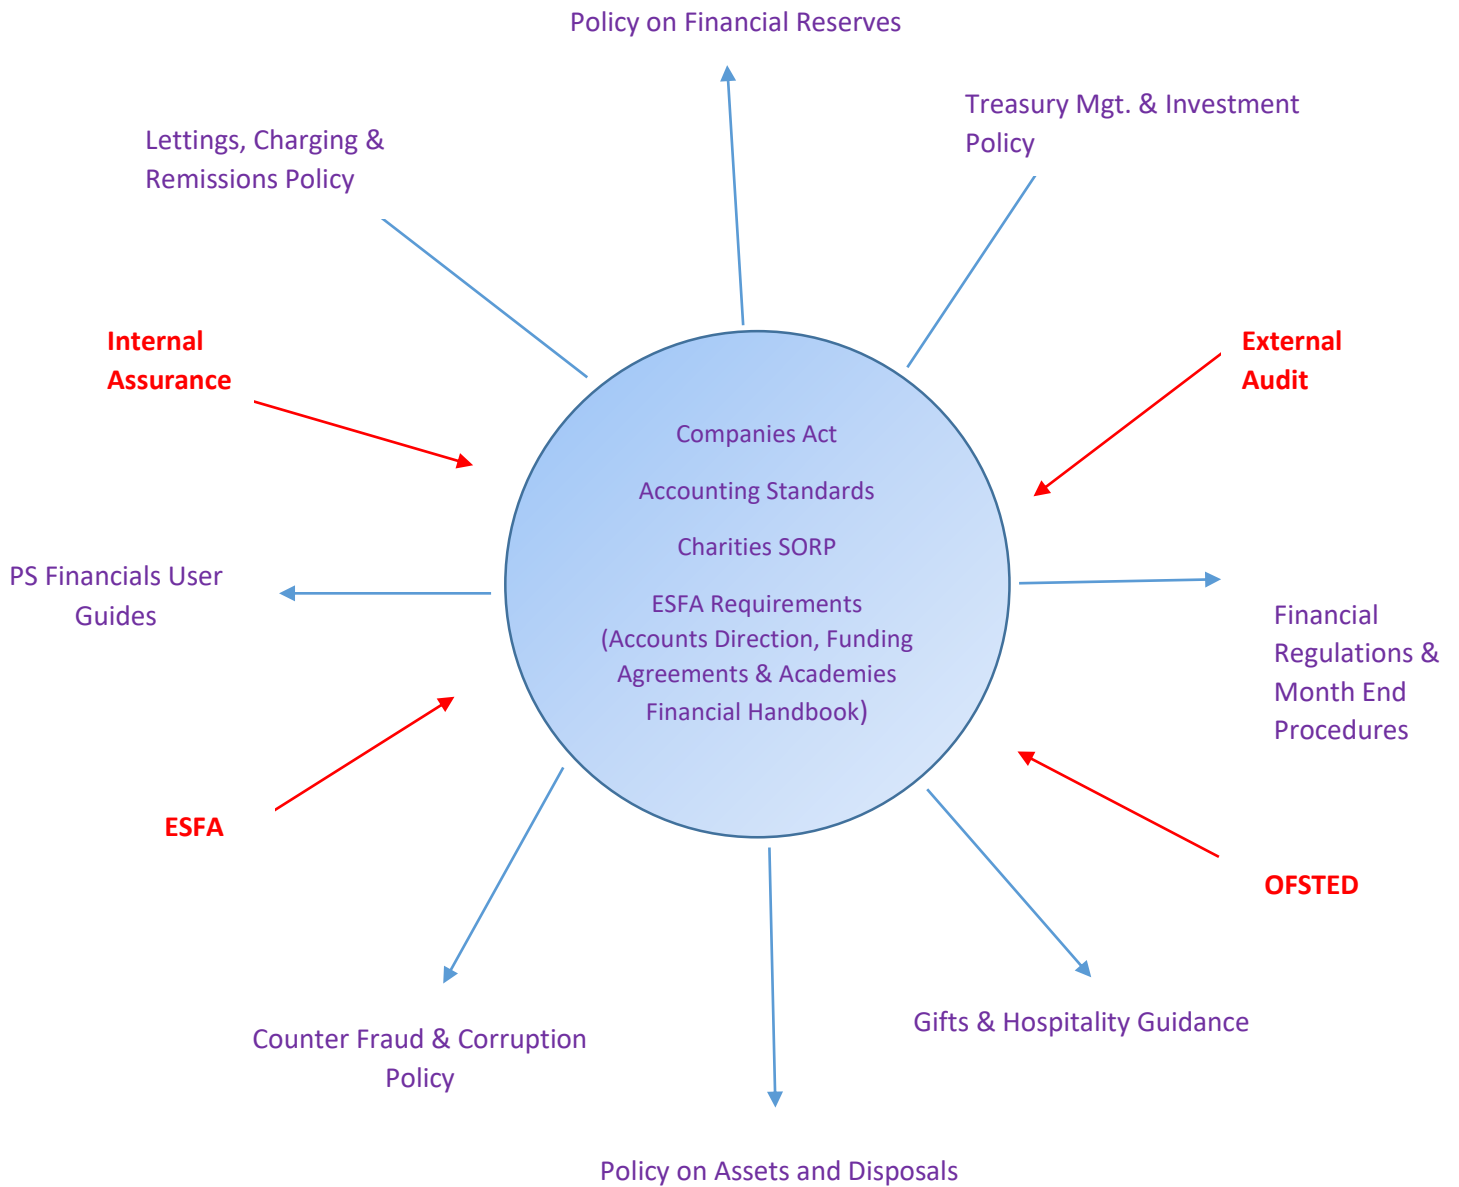 Policy on Financial Reserves
Treasury Mgt. & Investment
Policy
Lettings, Charging &
Remissions Policy
Internal
Assurance
External
Audit
Companies Act
Accounting Standards
Charities SORP
ESFA Requirements
(Accounts Direction, Funding
Agreements & Academies
Financial Handbook)
PS Financials User
Guides
Financial
Regulations &
Month End
Procedures
ESFA
OFSTED
Gifts & Hospitality Guidance
Counter Fraud & Corruption
Policy
Policy on Assets and Disposals